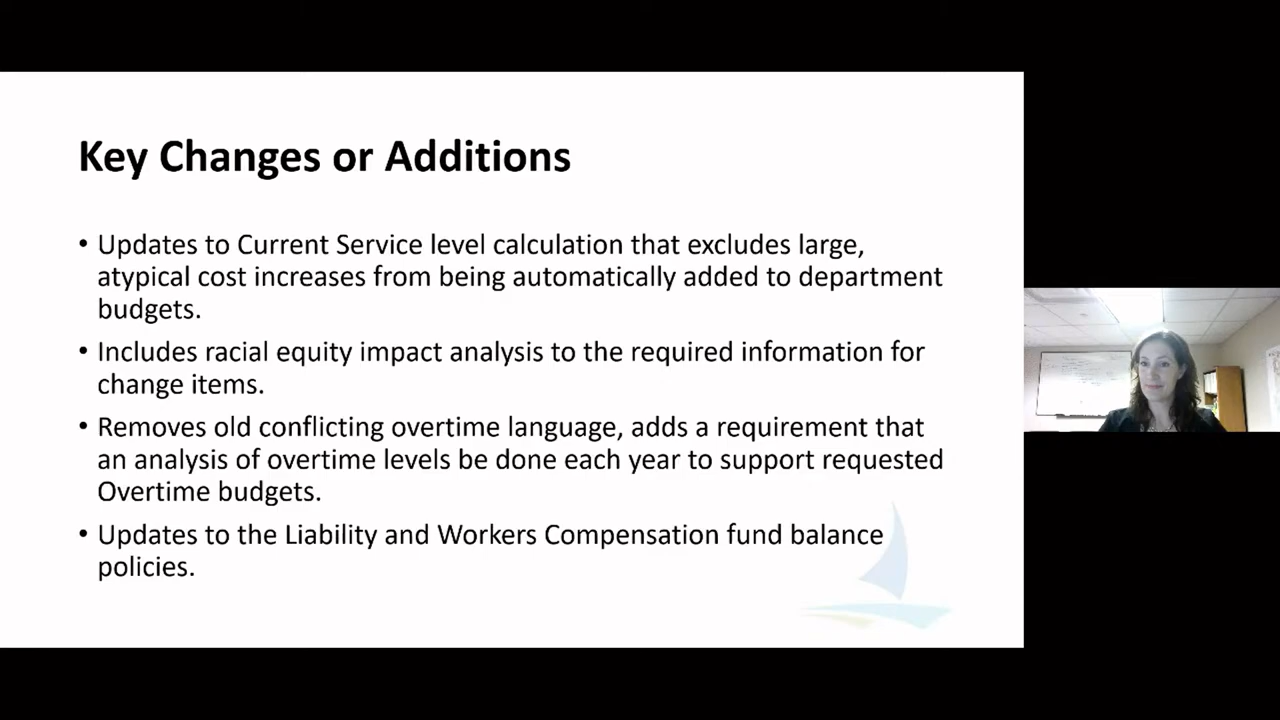 Key Changes or Additions
• Updates to Current Service level calculation that excludes large,
atypical cost increases from being automatically added to department
budgets.
• Includes racial equity impact analysis to the required information for
change items.
• Removes old conflicting overtime language, adds a requirement that
an analysis of overtime levels be done each year to support requested
Overtime budgets.
• Updates to the Liability and Workers Compensation fund balance
policies.